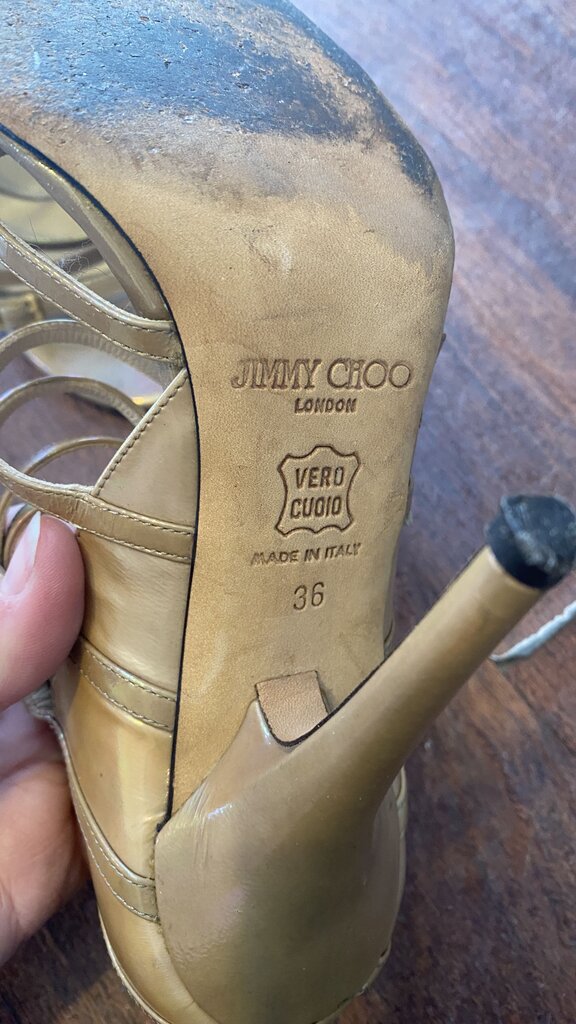 JIMMY CHOO
LONDON
VERO
CUOIO
MADE IN ITALY
36